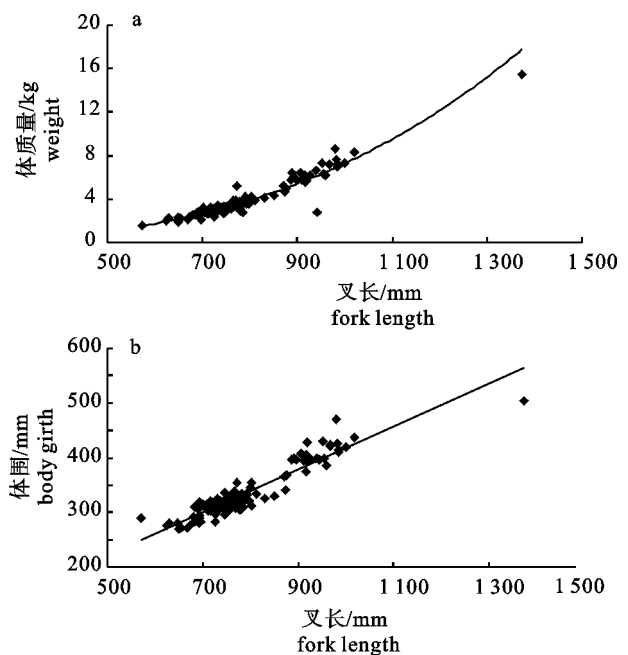 a
20
16
12
8
4
0
体质量/kg
weight
500 700 900 1 100 1 300 1 500
叉长/mm
fork length
b
600
500
400
300
200
体围/mm
body girth
500 700 900 1 100 1 300 1 500
叉长/mm
fork length